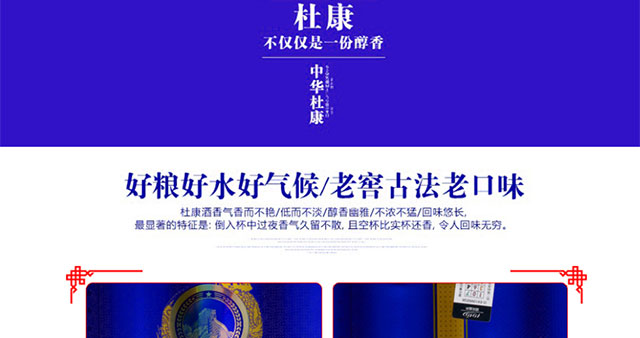 杜康
不仅仅是一份醇香
中华杜康
好粮好水好气候/老窖古法老口味
杜康酒香气香而不艳/低而不淡/醇香幽雅/不浓不猛/回味悠长,
最显著的特征是: 倒入杯中过夜香气久留不散, 且空杯比实杯还香, 令人回味无穷。